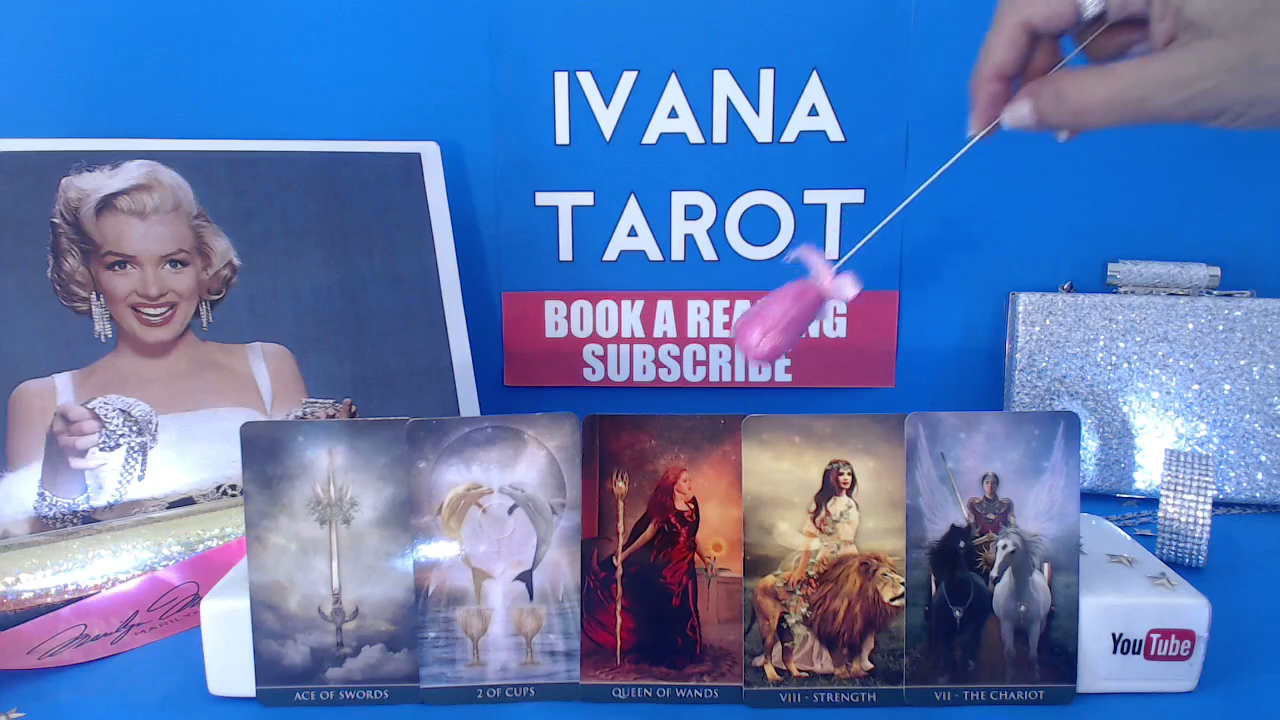 IVANA
TAROT
BOOK A
SUBSCRIBE
Marilyn
ACE OF SWORDS
2 OF CUPS
QUEEN OF WANDS
VIII - STRENGTH
VII - THE CHARIOT
YouTube